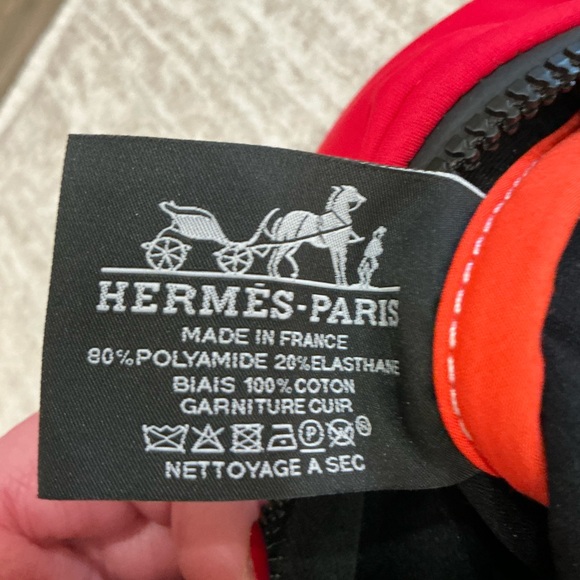 HERMÈS-PARIS
MADE IN FRANCE
80%POLYAMIDE 20%ELASTHANE
BIAIS 100% COTON
GARNITURE CUIR
P ®
NETTOYAGE A SEC